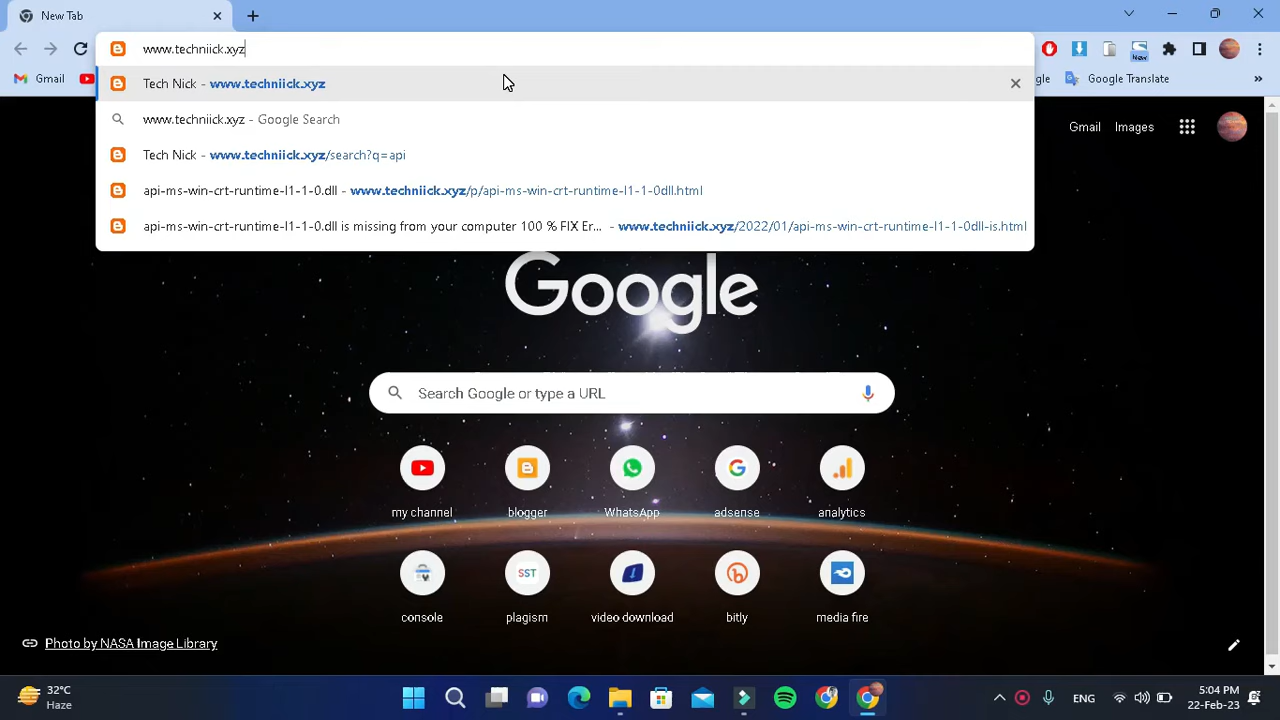 New Tab
www.techniick.xyz
Gmail
gle
Google Translate
New
Tech Nick - www.techniick.xyz
www.techniick.xyz - Google Search
Tech Nick - www.techniick.xyz/search?q=api
api-ms-win-crt-runtime-l1-1-0.dll - www.techniick.xyz/p/api-ms-win-crt-runtime-l1-1-0dll.html
api-ms-win-crt-runtime-l1-1-0.dll is missing from your computer 100 % FIX Er... - www.techniick.xyz/2022/01/api-ms-win-crt-runtime-l1-1-0dll-is.html
Gmail Images
Google
Search Google or type a URL
my channel blogger WhatsApp adsense analytics
SST
console plagism video download bitly media fire
Photo by NASA Image Library
32°C
Haze
ENG
5:04 PM
22-Feb-23